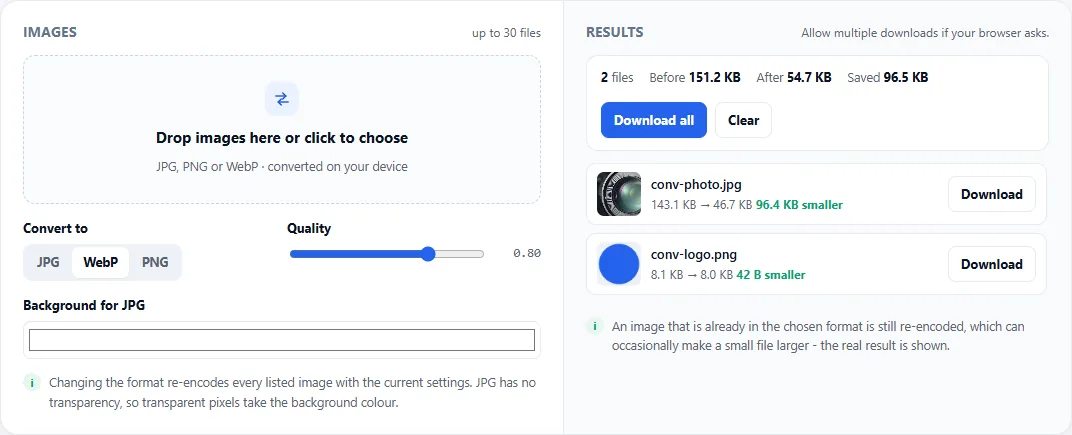 IMAGES
up to 30 files
Drop images here or click to choose
JPG, PNG or WebP · converted on your device
Convert to
JPG WebP PNG
Quality
0.80
Background for JPG
i Changing the format re-encodes every listed image with the current settings. JPG has no
transparency, so transparent pixels take the background colour.
RESULTS
Allow multiple downloads if your browser asks.
2 files Before 151.2 KB After 54.7 KB Saved 96.5 KB
Download all Clear
conv-photo.jpg
143.1 KB → 46.7 KB 96.4 KB smaller
Download
conv-logo.png
8.1 KB → 8.0 KB 42 B smaller
Download
i An image that is already in the chosen format is still re-encoded, which can
occasionally make a small file larger - the real result is shown.